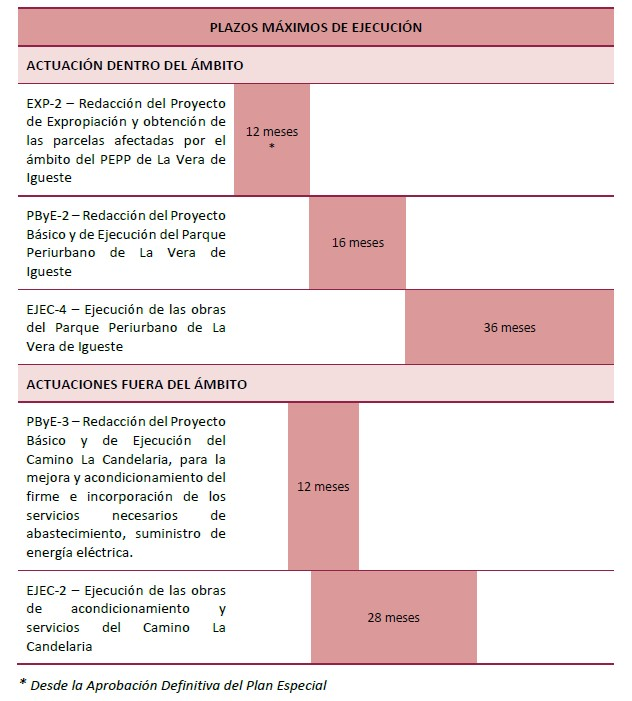 PLAZOS MÁXIMOS DE EJECUCIÓN
ACTUACIÓN DENTRO DEL ÁMBITO
EXP-2 – Redacción del Proyecto
de Expropiación y obtención de
las parcelas afectadas por el
ámbito del PEPP de La Vera de
Igueste
12 meses
*
PByE-2 – Redacción del Proyecto
Básico y de Ejecución del Parque
Periurbano de La Vera de
Igueste
16 meses
EJEC-4 – Ejecución de las obras
del Parque Periurbano de La
Vera de Igueste
36 meses
ACTUACIONES FUERA DEL ÁMBITO
PByE-3 – Redacción del Proyecto
Básico y de Ejecución del
Camino La Candelaria, para la
mejora y acondicionamiento del
firme e incorporación de los
servicios necesarios de
abastecimiento, suministro de
energía eléctrica.
12 meses
EJEC-2 – Ejecución de las obras
de acondicionamiento y
servicios del Camino La
Candelaria
28 meses
* Desde la Aprobación Definitiva del Plan Especial